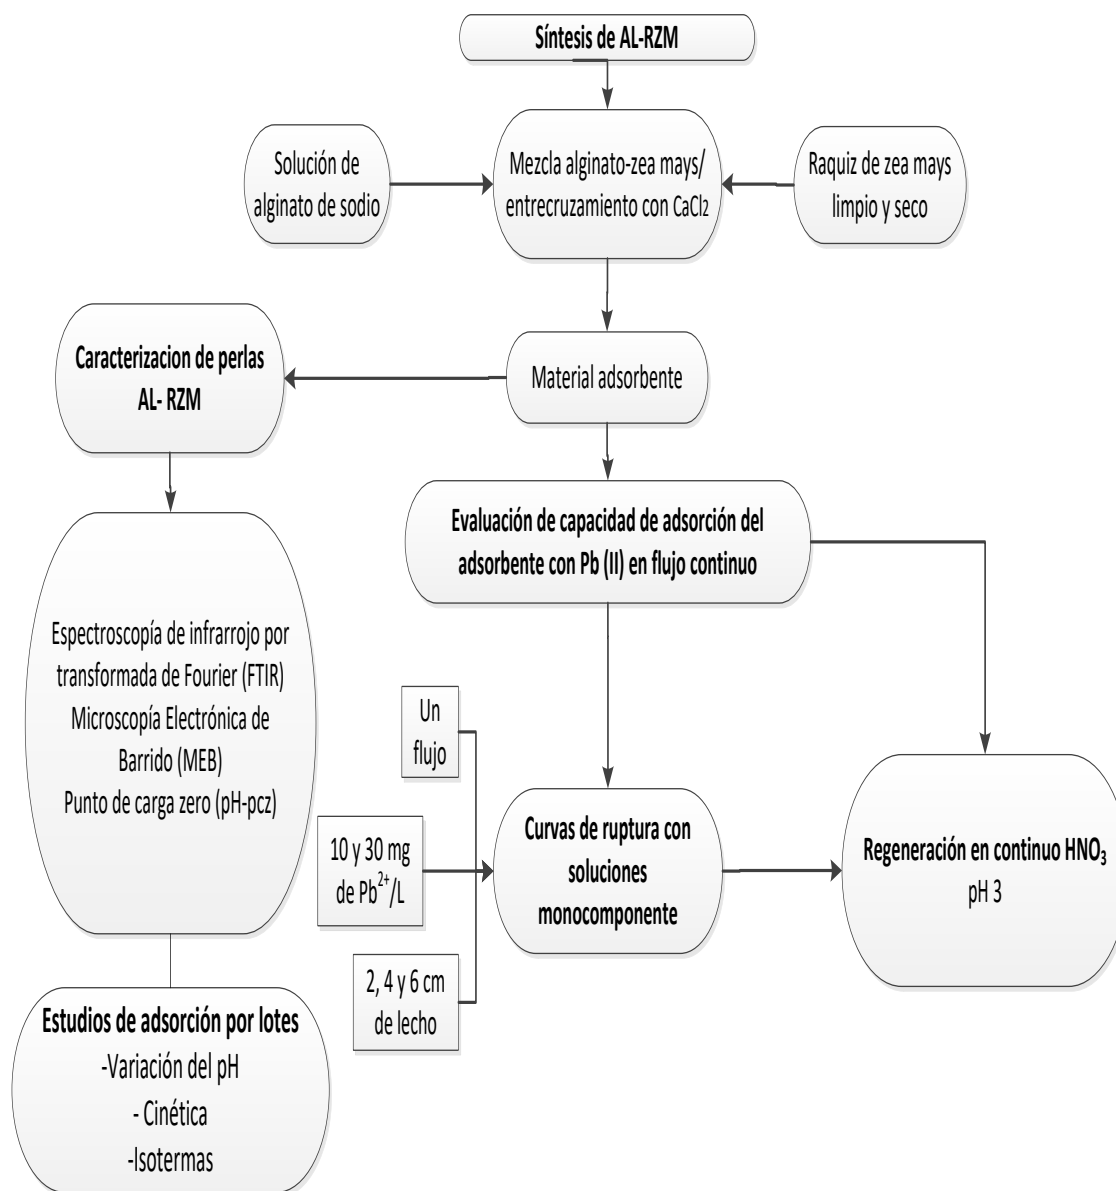 Síntesis de AL-RZM
Solución de
alginato de sodio
Mezcla alginato-zea mays/
entrecruzamiento con CaCl₂
Raquiz de zea mays
limpio y seco
Caracterizacion de perlas
AL- RZM
Material adsorbente
Evaluación de capacidad de adsorción del
adsorbente con Pb (II) en flujo continuo
Espectroscopía de infrarrojo por
transformada de Fourier (FTIR)
Microscopía Electrónica de
Barrido (MEB)
Punto de carga zero (pH-pcz)
Un
flujo
10 y 30 mg
de Pb²⁺/L
2, 4 y 6 cm
de lecho
Curvas de ruptura con
soluciones
monocomponente
Regeneración en continuo HNO₃
pH 3
Estudios de adsorción por lotes
-Variación del pH
- Cinética
-Isotermas